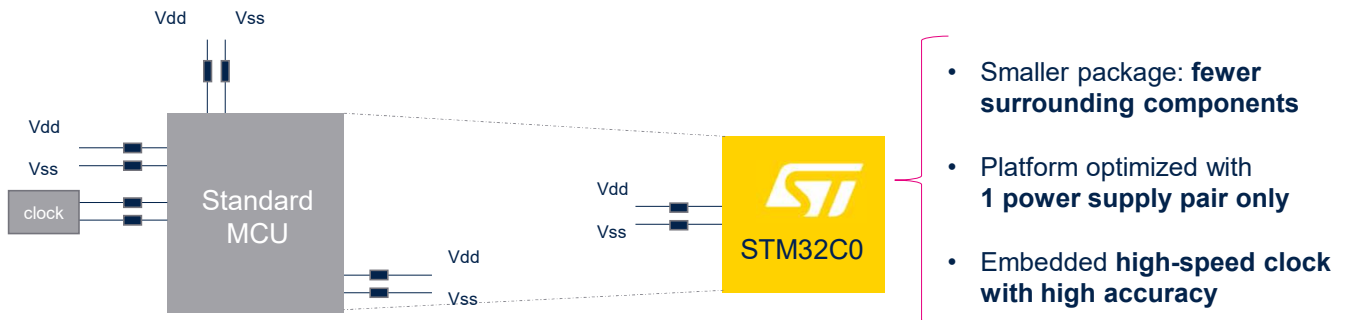 Vdd Vss
Vdd
Vss
clock
Standard
MCU
Vdd
Vss
Vdd
Vss
ST
STM32C0
• Smaller package: fewer
surrounding components
• Platform optimized with
1 power supply pair only
• Embedded high-speed clock
with high accuracy